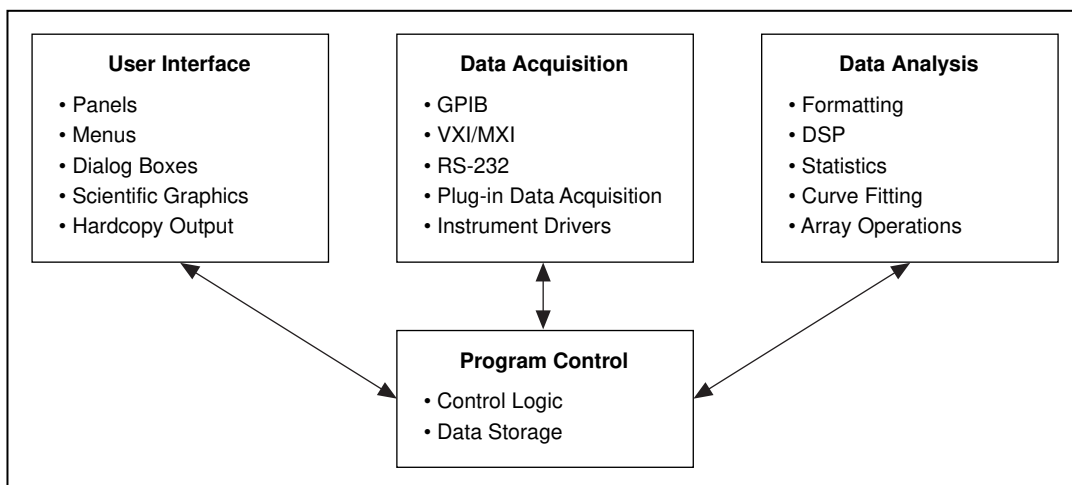 User Interface
• Panels
• Menus
• Dialog Boxes
• Scientific Graphics
• Hardcopy Output
Data Acquisition
• GPIB
• VXI/MXI
• RS-232
• Plug-in Data Acquisition
• Instrument Drivers
Data Analysis
• Formatting
• DSP
• Statistics
• Curve Fitting
• Array Operations
Program Control
• Control Logic
• Data Storage